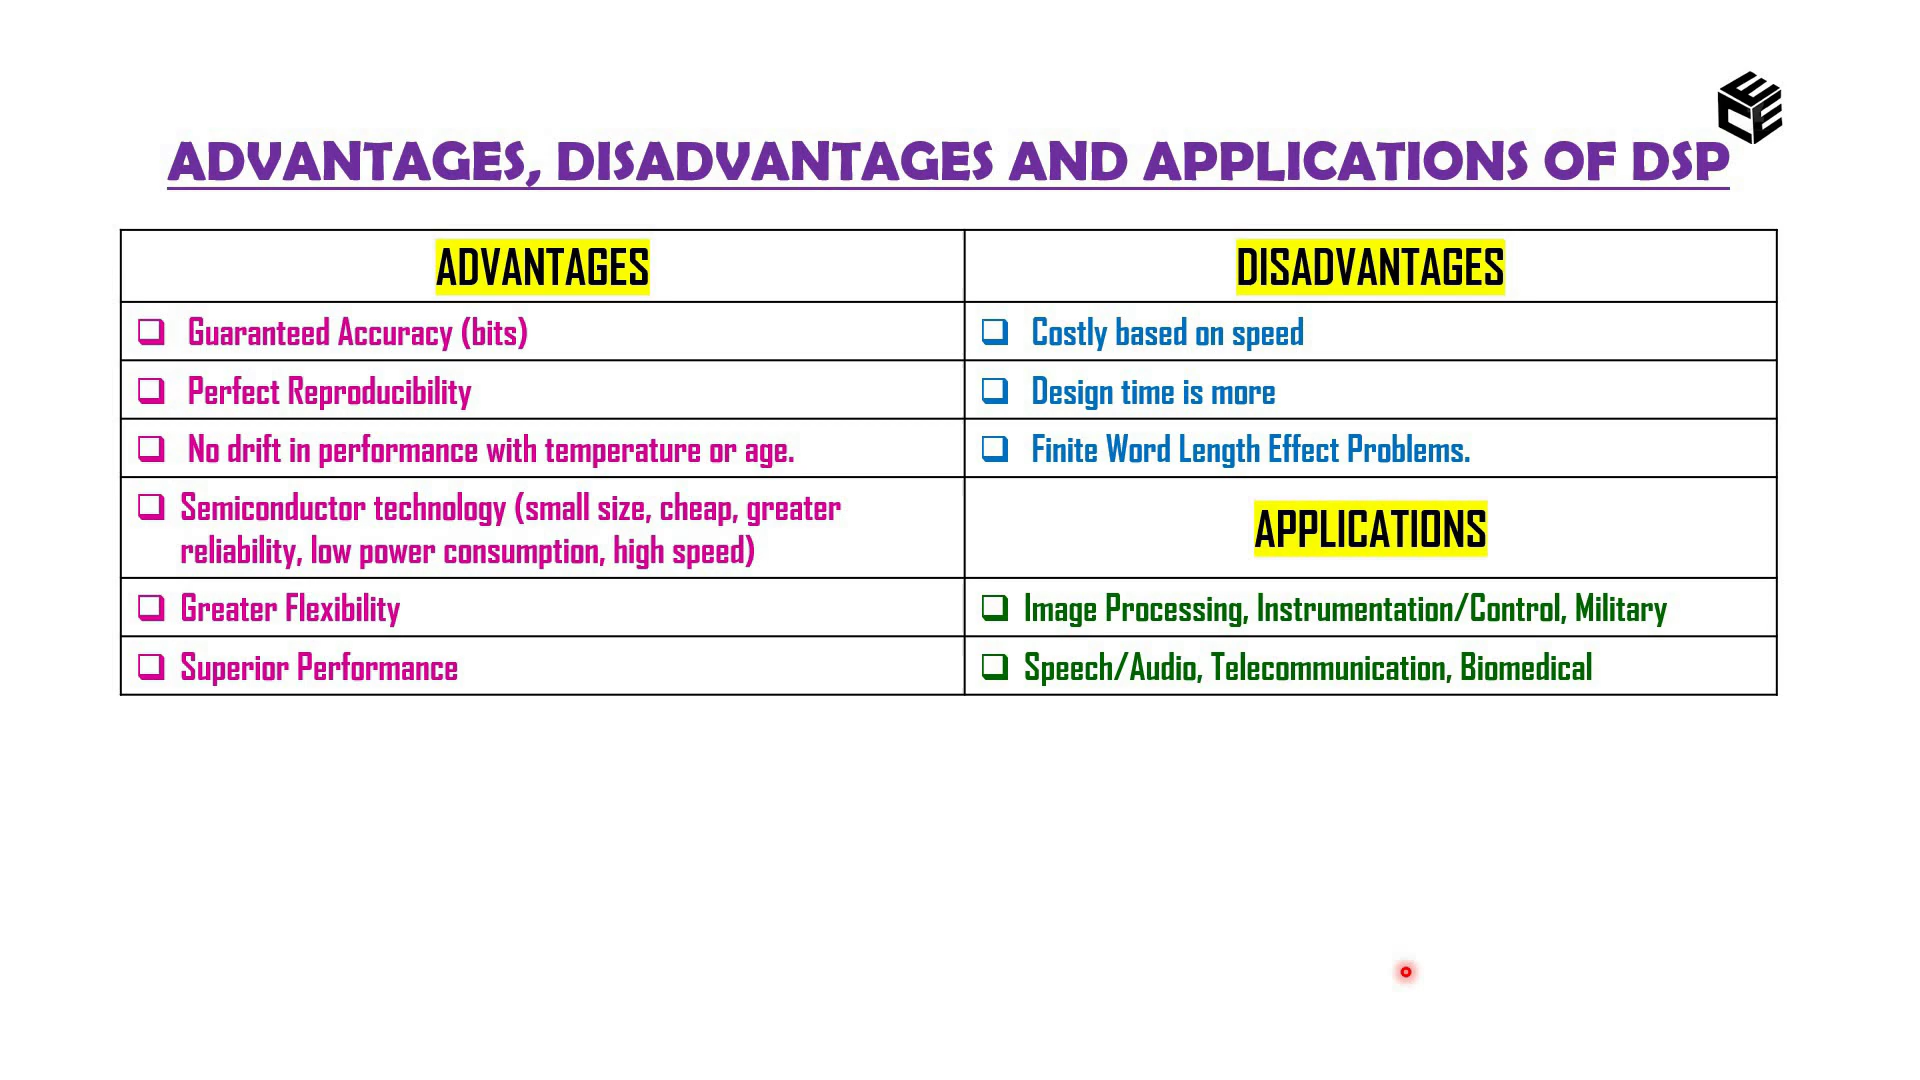 ECE
ADVANTAGES, DISADVANTAGES AND APPLICATIONS OF DSP
ADVANTAGES
DISADVANTAGES
Guaranteed Accuracy (bits)
Costly based on speed
Perfect Reproducibility
Design time is more
No drift in performance with temperature or age.
Finite Word Length Effect Problems.
Semiconductor technology (small size, cheap, greater
reliability, low power consumption, high speed)
APPLICATIONS
Greater Flexibility
Image Processing, Instrumentation/Control, Military
Superior Performance
Speech/Audio, Telecommunication, Biomedical